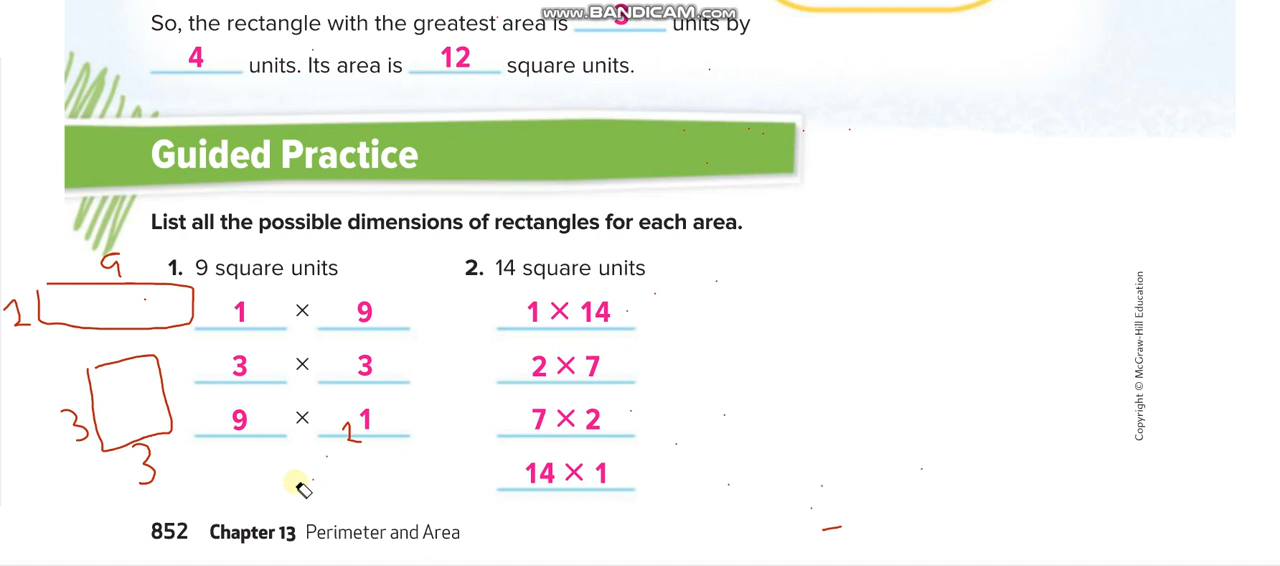 www.BANDICAM.com
So, the rectangle with the greatest area is 3 units by
4 units. Its area is 12 square units.
Guided Practice
List all the possible dimensions of rectangles for each area.
9
1. 9 square units
2. 14 square units
1
1 × 9
1 × 14
3 × 3
2 × 7
3
9 × 1
1
7 × 2
3
14 × 1
852 Chapter 13 Perimeter and Area
Copyright © McGraw-Hill Education